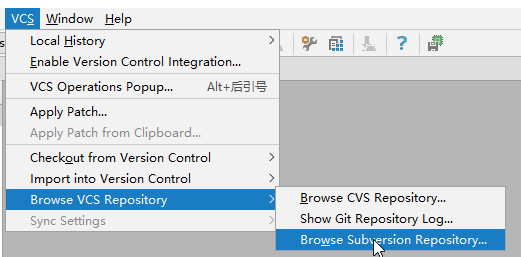 VCS Window Help
Local History
Enable Version Control Integration...
VCS Operations Popup... Alt+后引号
Apply Patch...
Apply Patch from Clipboard...
Checkout from Version Control
Import into Version Control
Browse VCS Repository
Browse CVS Repository...
Sync Settings
Show Git Repository Log...
Browse Subversion Repository...